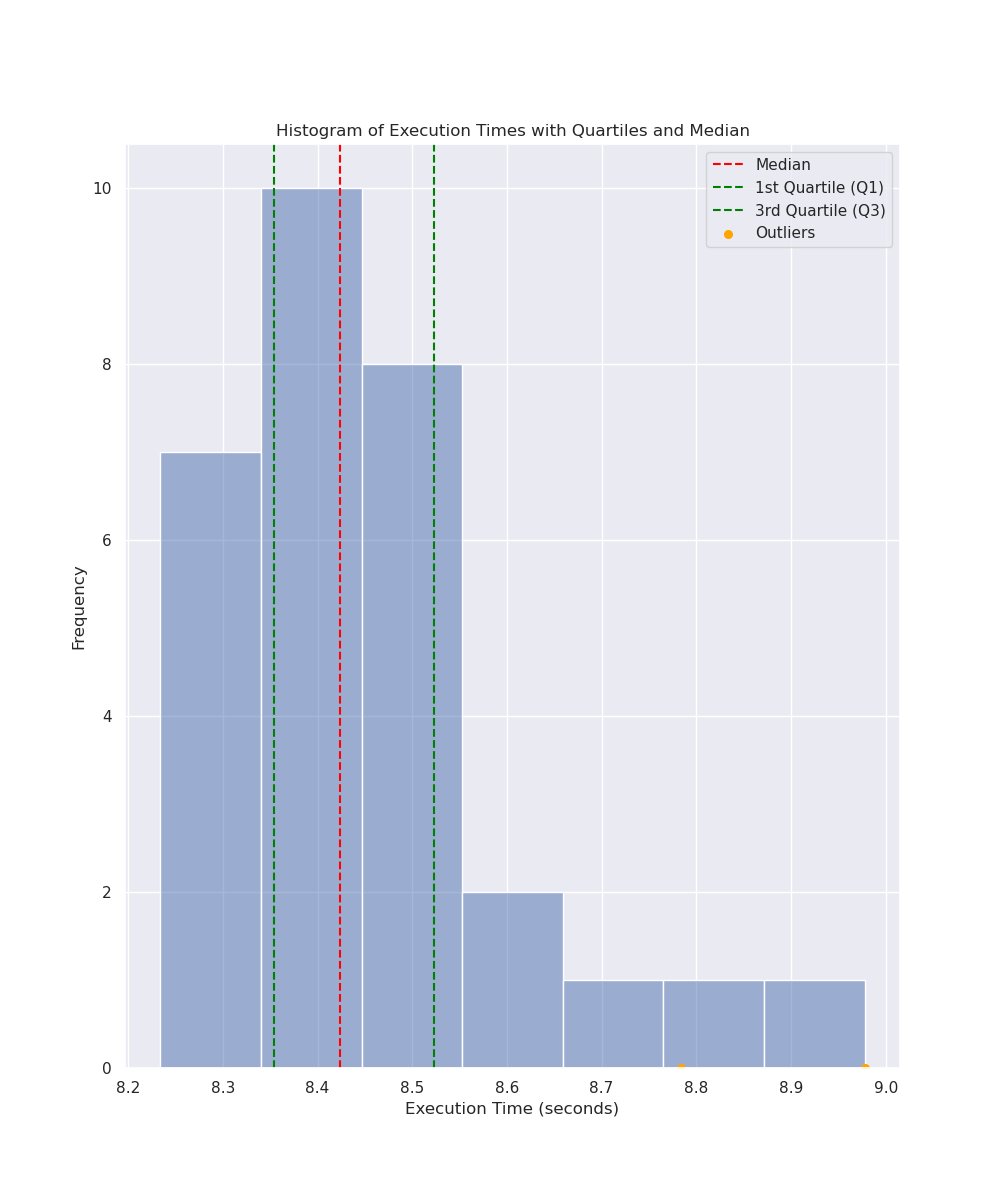 Histogram of Execution Times with Quartiles and Median
Median
1st Quartile (Q1)
3rd Quartile (Q3)
Outliers
10
8
6
4
2
0
Frequency
8.2 8.3 8.4 8.5 8.6 8.7 8.8 8.9 9.0
Execution Time (seconds)